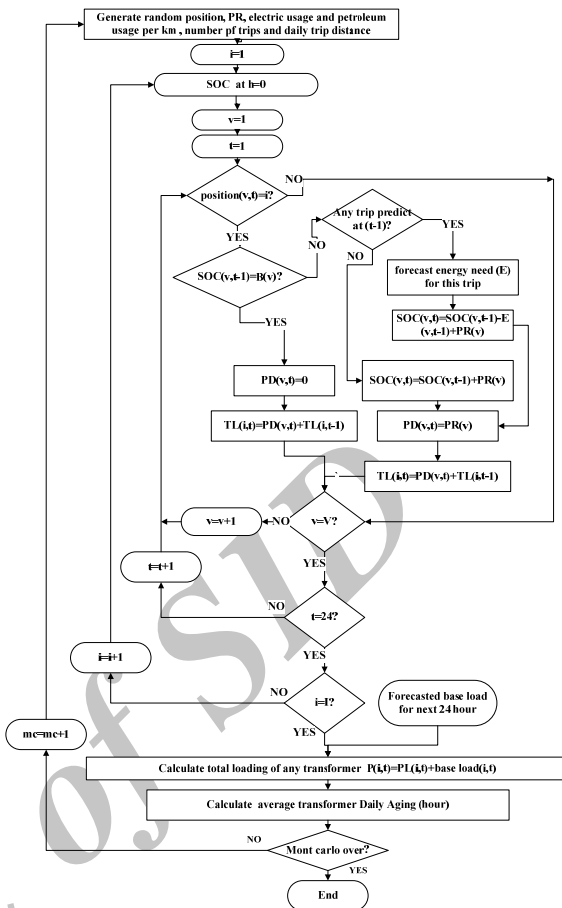 Generate random position, PR, electric usage and petroleum
usage per km , number pf trips and daily trip distance
i=1
SOC at h=0
v=1
t=1
position(v,t)=i?
NO
YES
Any trip predict
at (t-1)?
YES
NO
NO
SOC(v,t-1)=B(v)?
YES
forecast energy need (E)
for this trip
SOC(v,t)=SOC(v,t-1)-E
(v,t-1)+PR(v)
PD(v,t)=0
SOC(v,t)=SOC(v,t-1)+PR(v)
TL(i,t)=PD(v,t)+TL(i,t-1)
PD(v,t)=PR(v)
TL(i,t)=PD(v,t)+TL(i,t-1)
v=v+1
NO
v=V?
YES
t=t+1
NO
t=24?
YES
i=i+1
NO
i=I?
YES
Forecasted base load
for next 24 hour
mc=mc+1
Calculate total loading of any transformer P(i,t)=PL(i,t)+base load(i,t)
Calculate average transformer Daily Aging (hour)
NO
Mont carlo over?
YES
End
of SID